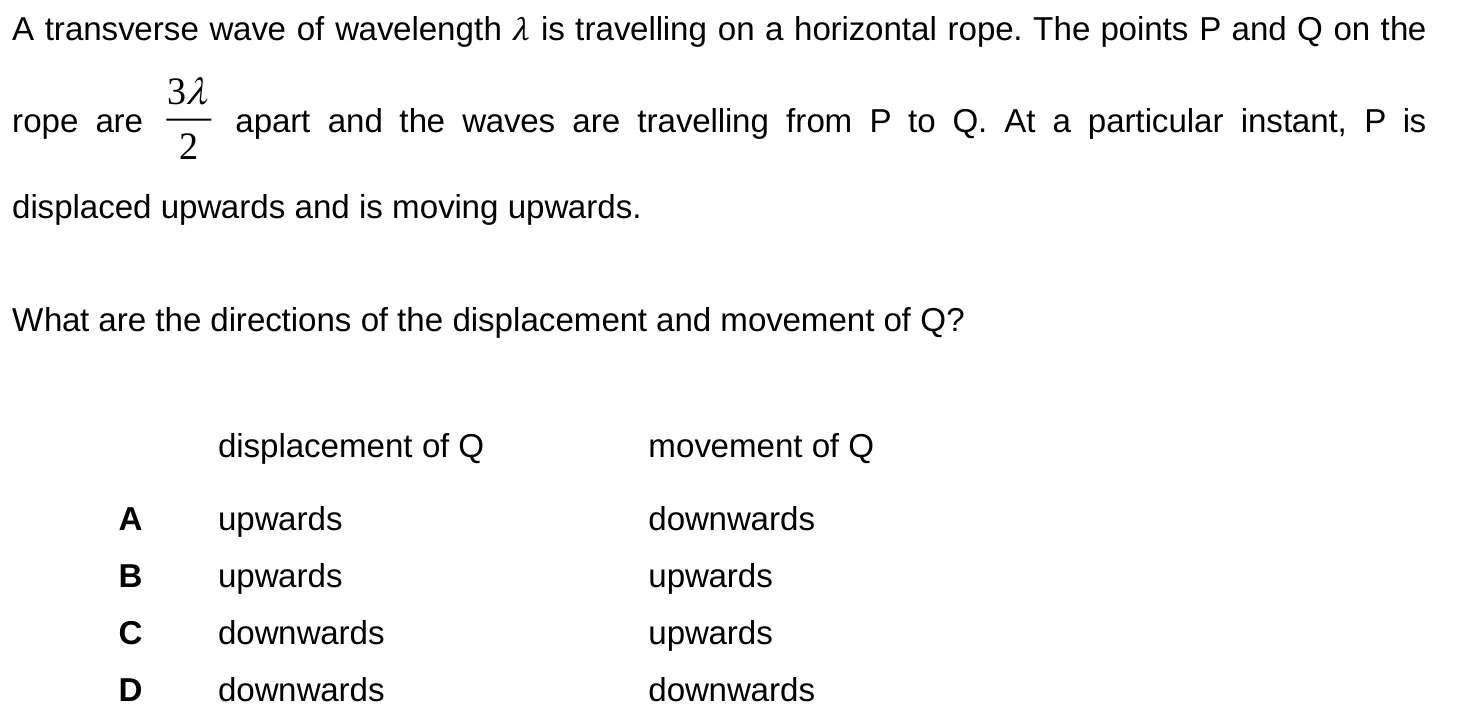 A transverse wave of wavelength λ is travelling on a horizontal rope. The points P and Q on the
rope are 3λ/2 apart and the waves are travelling from P to Q. At a particular instant, P is
displaced upwards and is moving upwards.
What are the directions of the displacement and movement of Q?
displacement of Q movement of Q
A upwards downwards
B upwards upwards
C downwards upwards
D downwards downwards